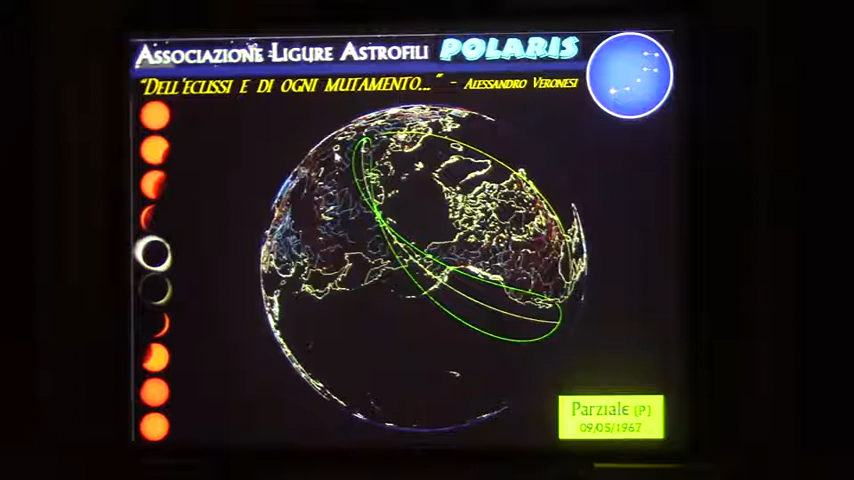 Associazione Ligure Astrofili POLARIS
"Dell'eclissi e di ogni mutamento..." - Alessandro Veronesi
Parziale (P)
09/05/1967